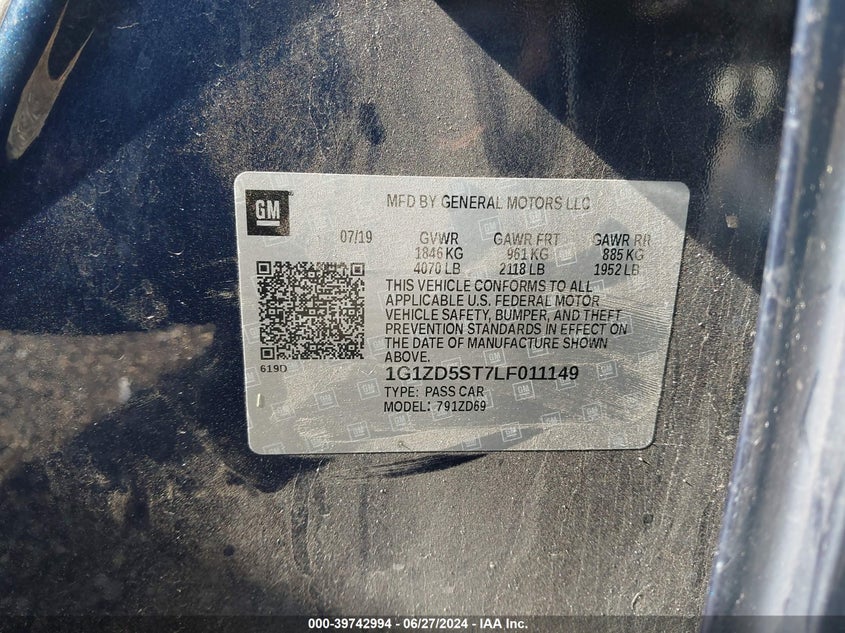 GM
MFD BY GENERAL MOTORS LLC
07/19 GVWR GAWR FRT GAWR RR
1846 KG 961 KG 885 KG
4070 LB 2118 LB 1952 LB
THIS VEHICLE CONFORMS TO ALL
APPLICABLE U.S. FEDERAL MOTOR
VEHICLE SAFETY, BUMPER, AND THEFT
PREVENTION STANDARDS IN EFFECT ON
THE DATE OF MANUFACTURE SHOWN
ABOVE.
619D
1G1ZD5ST7LF011149
TYPE: PASS CAR
MODEL: 791ZD69
000-39742994 - 06/27/2024 - IAA Inc.